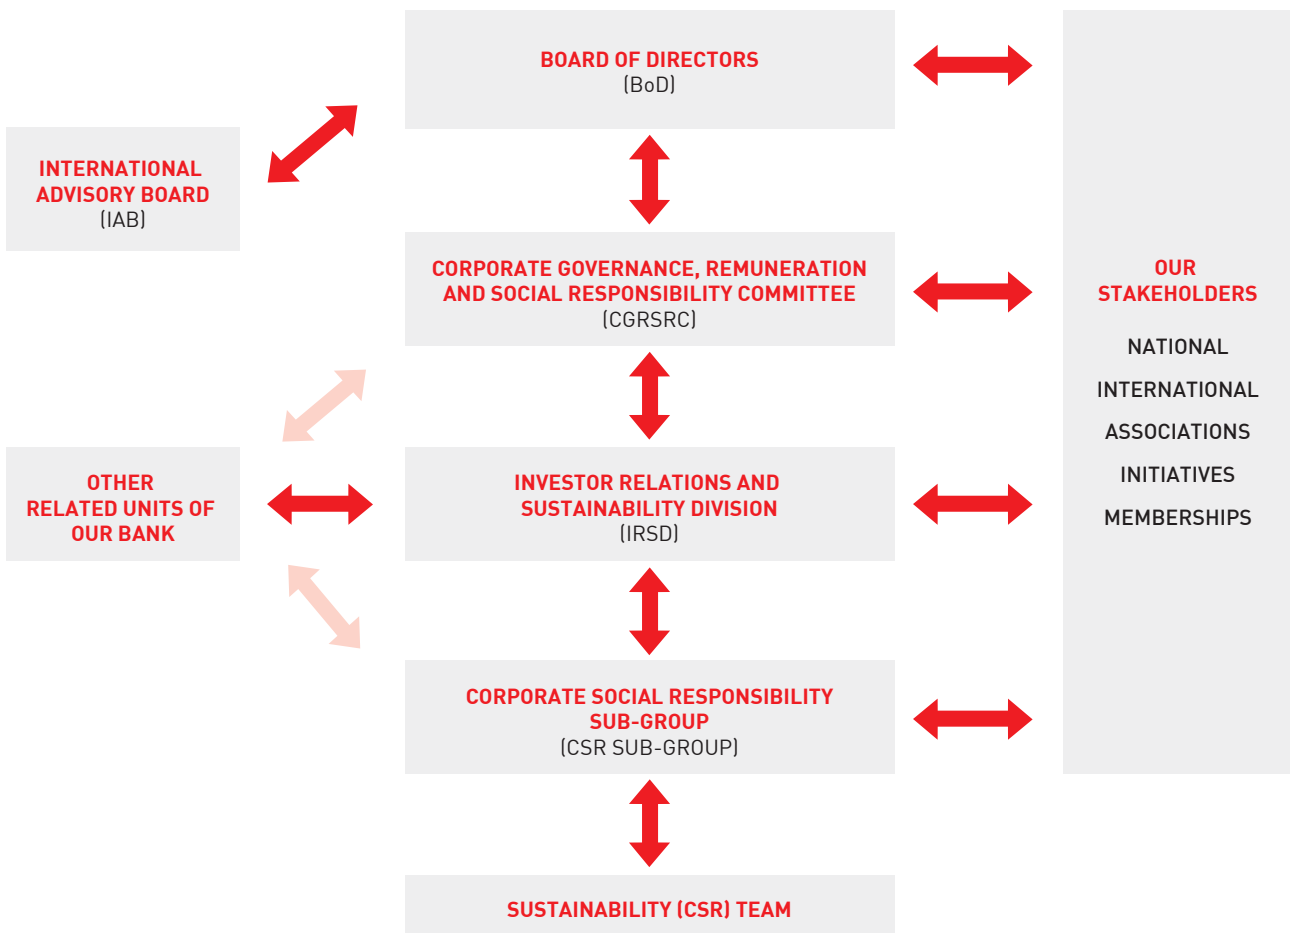 BOARD OF DIRECTORS
(BoD)
INTERNATIONAL
ADVISORY BOARD
(IAB)
CORPORATE GOVERNANCE, REMUNERATION
AND SOCIAL RESPONSIBILITY COMMITTEE
(CGRSRC)
OTHER
RELATED UNITS OF
OUR BANK
INVESTOR RELATIONS AND
SUSTAINABILITY DIVISION
(IRSD)
CORPORATE SOCIAL RESPONSIBILITY
SUB-GROUP
(CSR SUB-GROUP)
SUSTAINABILITY (CSR) TEAM
OUR
STAKEHOLDERS
NATIONAL
INTERNATIONAL
ASSOCIATIONS
INITIATIVES
MEMBERSHIPS